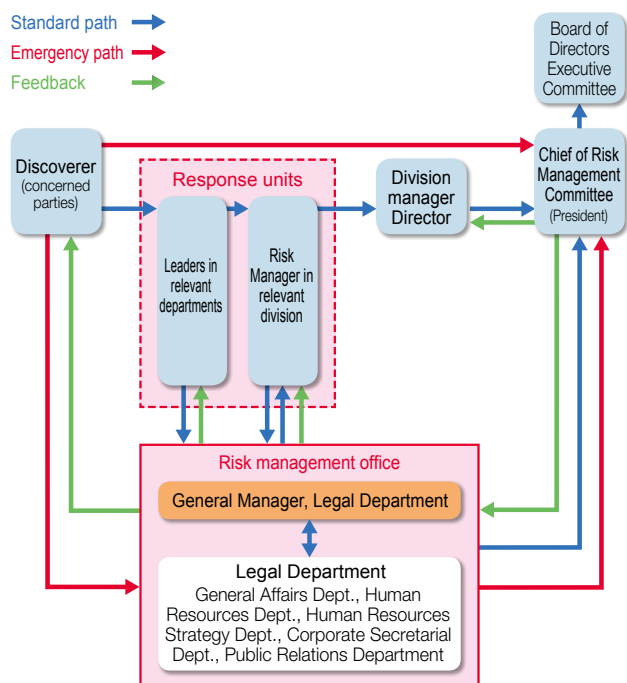 Standard path
Emergency path
Feedback
Board of
Directors
Executive
Committee
Discoverer
(concerned
parties)
Response units
Leaders in
relevant
departments
Risk
Manager in
relevant
division
Division
manager
Director
Chief of Risk
Management
Committee
(President)
Risk management office
General Manager, Legal Department
Legal Department
General Affairs Dept., Human
Resources Dept., Human Resources
Strategy Dept., Corporate Secretarial
Dept., Public Relations Department